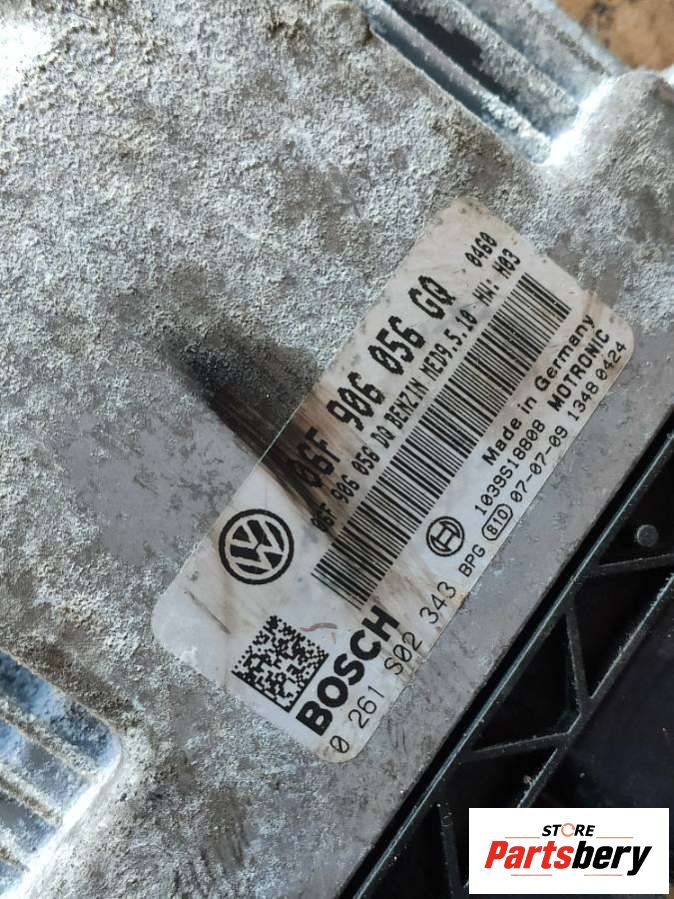 06F 906 056 GQ 0460
06F 906 056 DQ BENZIN MED9.5.10 HW: H03
Made in Germany
1039S18808 MOTRONIC
BPG 81D 07-07-09 1348 0424
BOSCH
0 261 S02 343
STORE
Partsbery